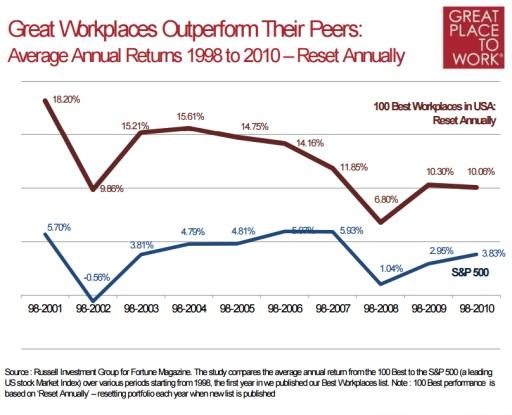 Great Workplaces Outperform Their Peers:
Average Annual Returns 1998 to 2010 – Reset Annually
GREAT
PLACE
TO
WORK®
18.20%
9.86%
15.21%
15.61%
14.75%
14.16%
11.85%
6.80%
10.30%
10.06%
100 Best Workplaces in USA:
Reset Annually
5.70%
-0.56%
3.81%
4.79%
4.81%
5.93%
1.04%
2.95%
3.83%
S&P 500
98-2001 98-2002 98-2003 98-2004 98-2005 98-2006 98-2007 98-2008 98-2009 98-2010
Source : Russell Investment Group for Fortune Magazine. The study compares the average annual return from the 100 Best to the S&P 500 (a leading
US stock Market Index) over various periods starting from 1998, the first year in we published our Best Workplaces list. Note : 100 Best performance is
based on ‘Reset Annually’ – resetting portfolio each year when new list is published